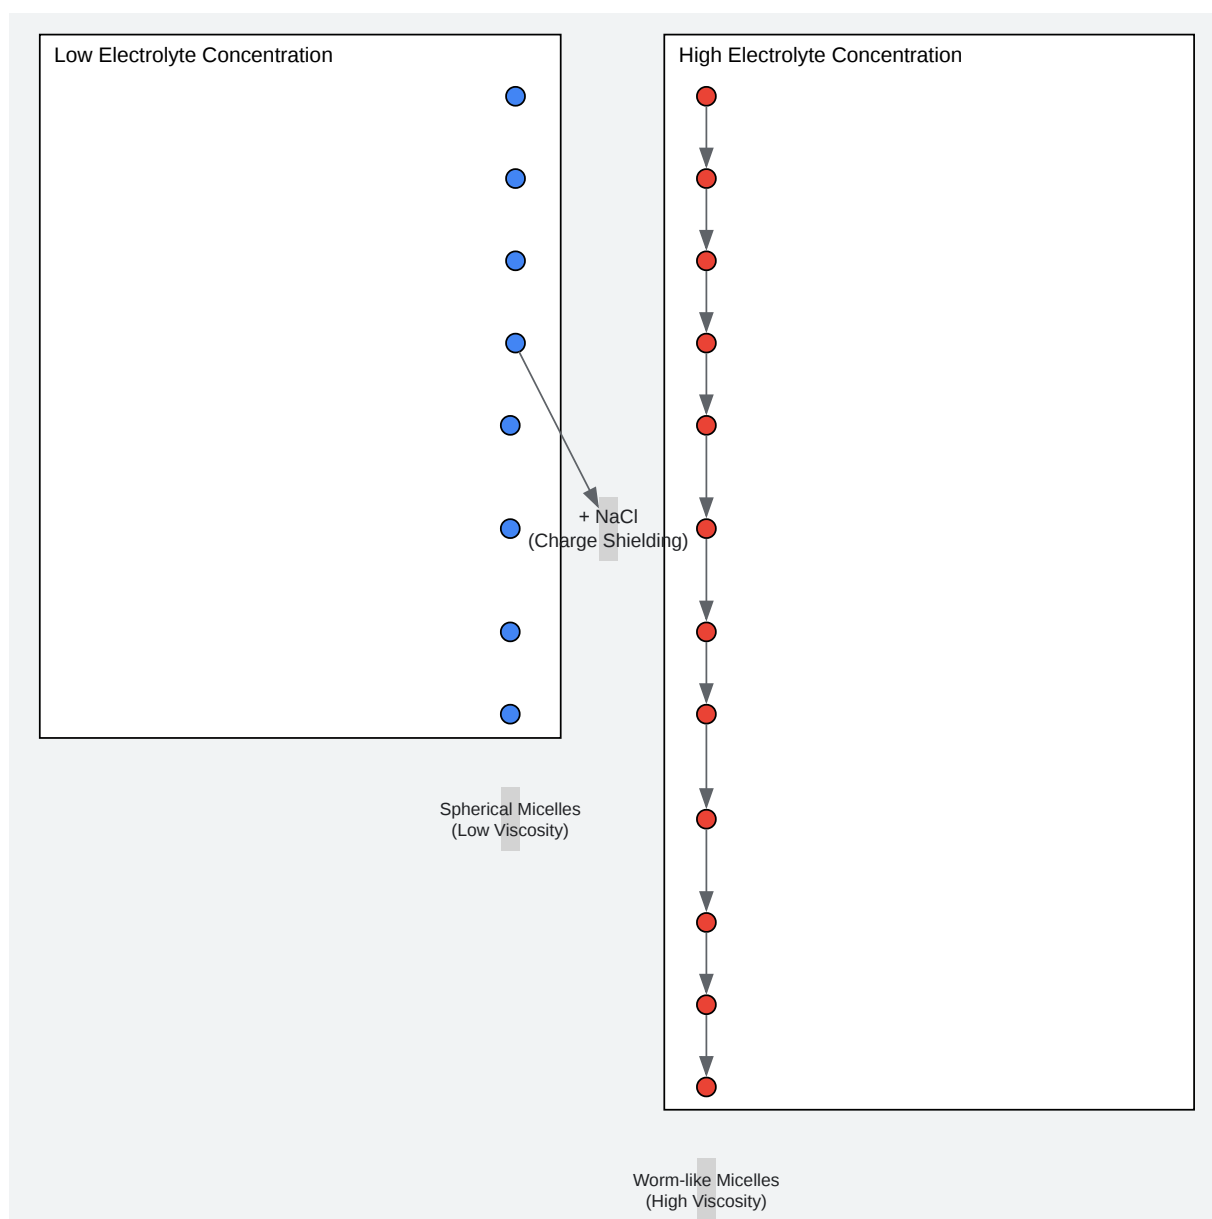 Low Electrolyte Concentration
High Electrolyte Concentration
+ NaCl
(Charge Shielding)
Spherical Micelles
(Low Viscosity)
Worm-like Micelles
(High Viscosity)